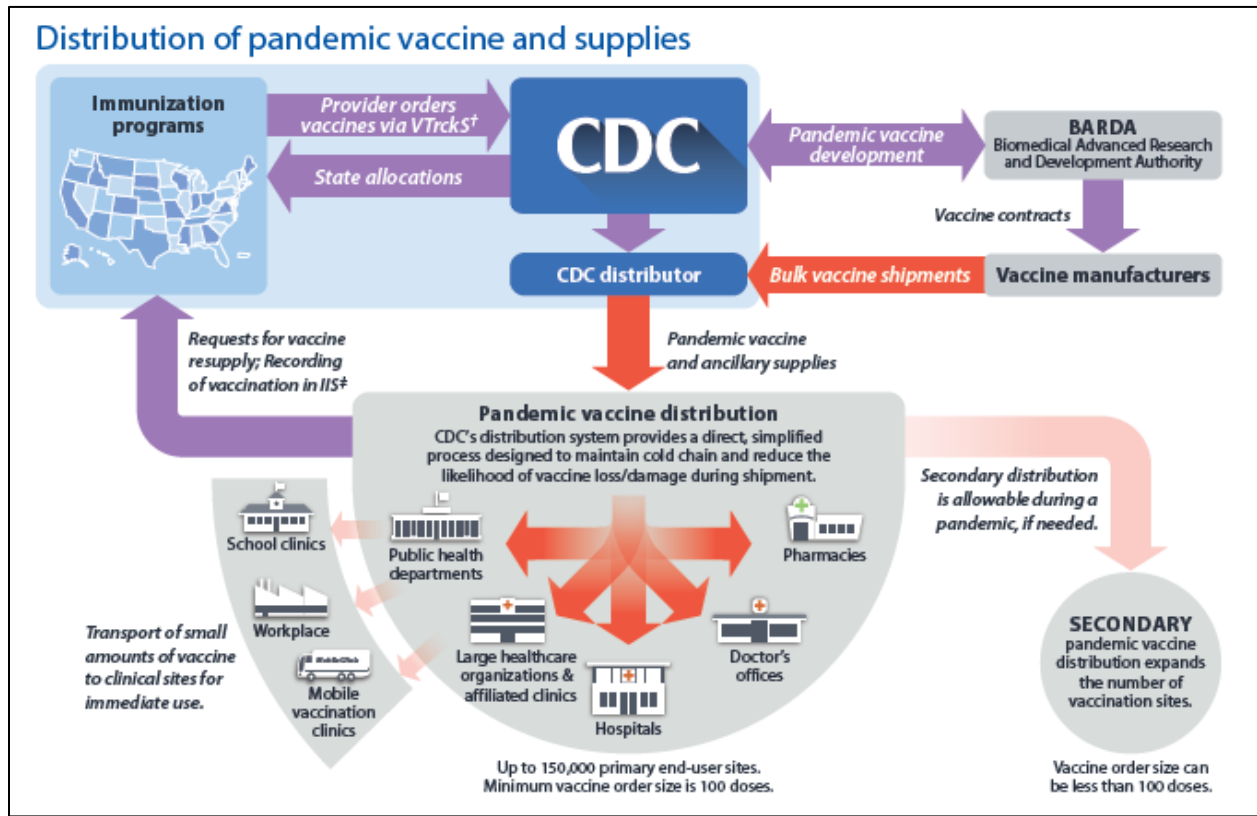 Distribution of pandemic vaccine and supplies
Immunization
programs
Provider orders
vaccines via VTrckS†
State allocations
CDC
Pandemic vaccine
development
BARDA
Biomedical Advanced Research
and Development Authority
Vaccine contracts
CDC distributor
Bulk vaccine shipments
Vaccine manufacturers
Requests for vaccine
resupply; Recording
of vaccination in IIS‡
Pandemic vaccine
and ancillary supplies
Pandemic vaccine distribution
CDC's distribution system provides a direct, simplified
process designed to maintain cold chain and reduce the
likelihood of vaccine loss/damage during shipment.
Secondary distribution
is allowable during a
pandemic, if needed.
School clinics
Public health
departments
Pharmacies
Workplace
Transport of small
amounts of vaccine
to clinical sites for
immediate use.
Mobile
vaccination
clinics
Large healthcare
organizations &
affiliated clinics
Hospitals
Doctor's
offices
SECONDARY
pandemic vaccine
distribution expands
the number of
vaccination sites.
Up to 150,000 primary end-user sites.
Minimum vaccine order size is 100 doses.
Vaccine order size can
be less than 100 doses.